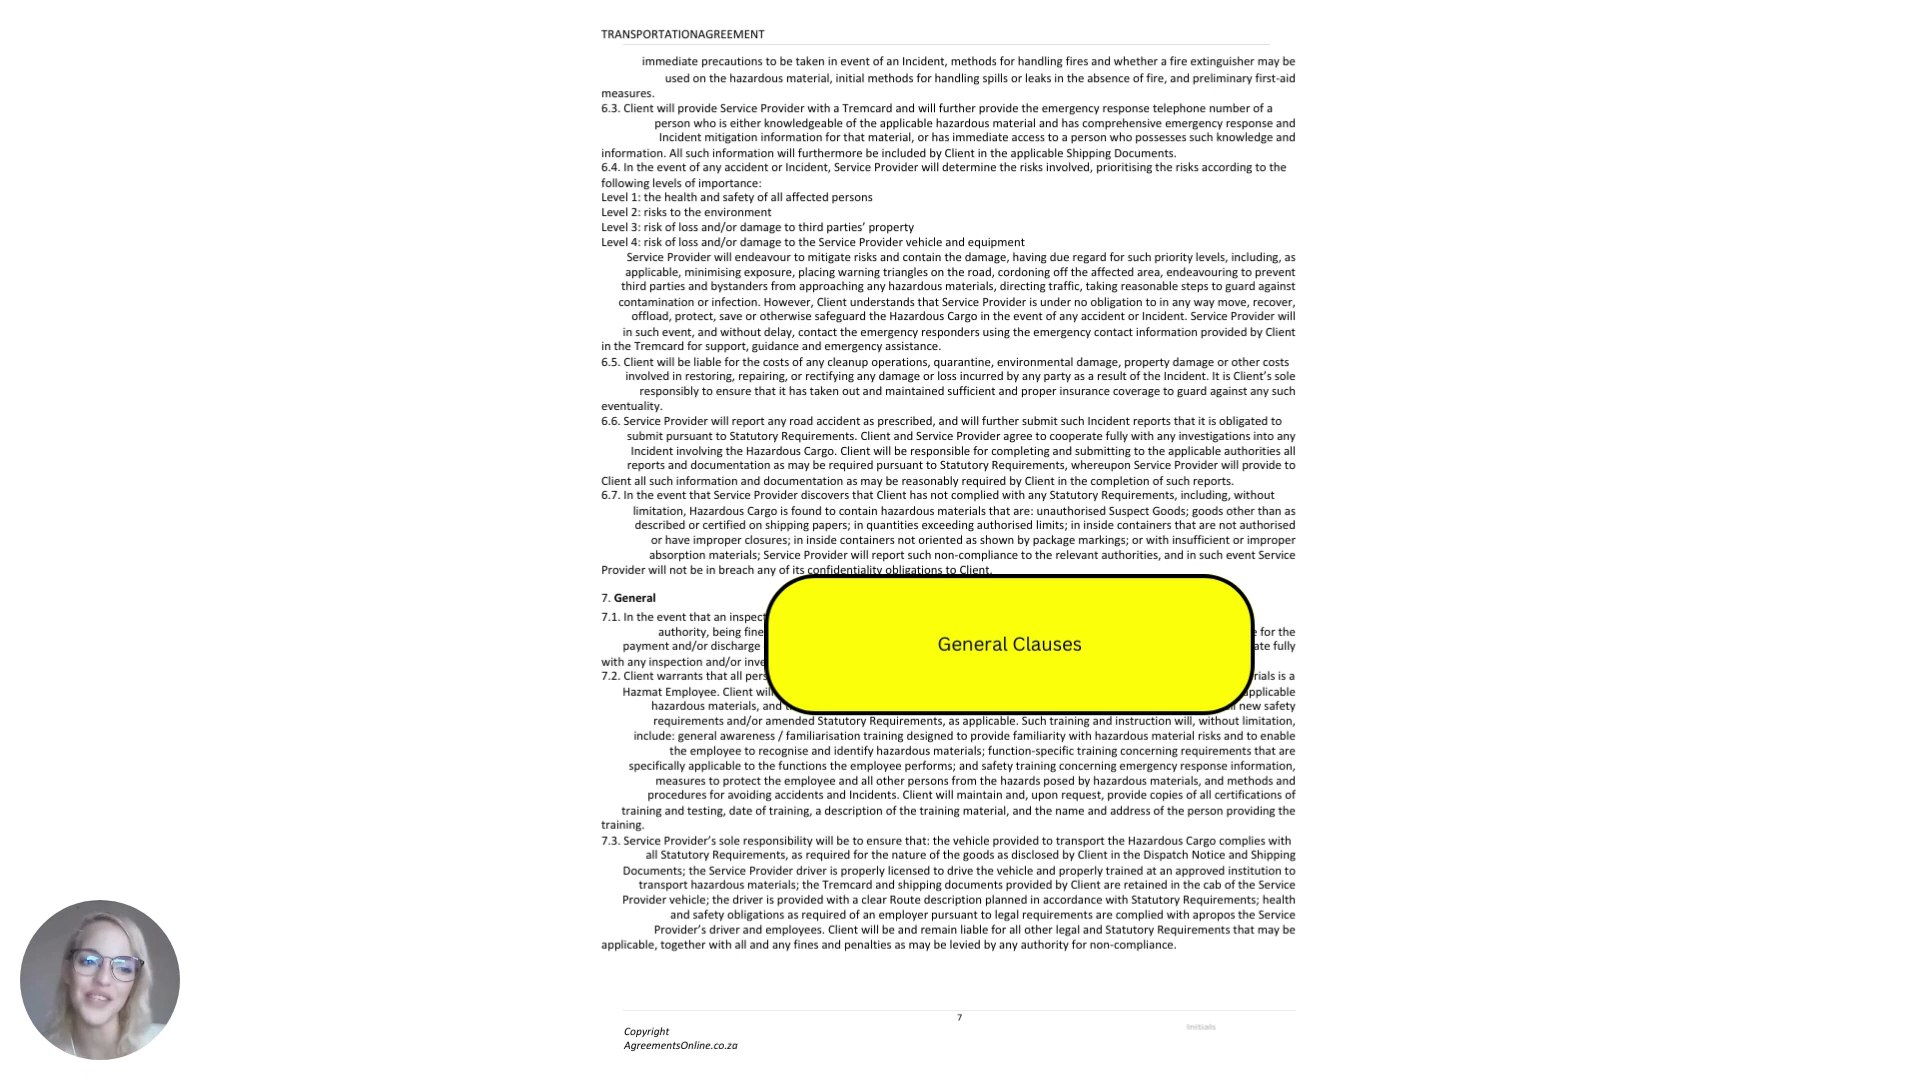 TRANSPORTATIONAGREEMENT
immediate precautions to be taken in event of an Incident, methods for handling fires and whether a fire extinguisher may be
used on the hazardous material, initial methods for handling spills or leaks in the absence of fire, and preliminary first-aid
measures.
6.3. Client will provide Service Provider with a Tremcard and will further provide the emergency response telephone number of a
person who is either knowledgeable of the applicable hazardous material and has comprehensive emergency response and
Incident mitigation information for that material, or has immediate access to a person who possesses such knowledge and
information. All such information will furthermore be included by Client in the applicable Shipping Documents.
6.4. In the event of any accident or Incident, Service Provider will determine the risks involved, prioritising the risks according to the
following levels of importance:
Level 1: the health and safety of all affected persons
Level 2: risks to the environment
Level 3: risk of loss and/or damage to third parties’ property
Level 4: risk of loss and/or damage to the Service Provider vehicle and equipment
Service Provider will endeavour to mitigate risks and contain the damage, having due regard for such priority levels, including, as
applicable, minimising exposure, placing warning triangles on the road, cordoning off the affected area, endeavouring to prevent
third parties and bystanders from approaching any hazardous materials, directing traffic, taking reasonable steps to guard against
contamination or infection. However, Client understands that Service Provider is under no obligation to in any way move, recover,
offload, protect, save or otherwise safeguard the Hazardous Cargo in the event of any accident or Incident. Service Provider will
in such event, and without delay, contact the emergency responders using the emergency contact information provided by Client
in the Tremcard for support, guidance and emergency assistance.
6.5. Client will be liable for the costs of any cleanup operations, quarantine, environmental damage, property damage or other costs
involved in restoring, repairing, or rectifying any damage or loss incurred by any party as a result of the Incident. It is Client’s sole
responsibly to ensure that it has taken out and maintained sufficient and proper insurance coverage to guard against any such
eventuality.
6.6. Service Provider will report any road accident as prescribed, and will further submit such Incident reports that it is obligated to
submit pursuant to Statutory Requirements. Client and Service Provider agree to cooperate fully with any investigations into any
Incident involving the Hazardous Cargo. Client will be responsible for completing and submitting to the applicable authorities all
reports and documentation as may be required pursuant to Statutory Requirements, whereupon Service Provider will provide to
Client all such information and documentation as may be reasonably required by Client in the completion of such reports.
6.7. In the event that Service Provider discovers that Client has not complied with any Statutory Requirements, including, without
limitation, Hazardous Cargo is found to contain hazardous materials that are: unauthorised Suspect Goods; goods other than as
described or certified on shipping papers; in quantities exceeding authorised limits; in inside containers that are not authorised
or have improper closures; in inside containers not oriented as shown by package markings; or with insufficient or improper
absorption materials; Service Provider will report such non-compliance to the relevant authorities, and in such event Service
Provider will not be in breach any of its confidentiality obligations to Client.
7. General
7.1. In the event that an
authority, being for the
payment and/or discharge fully
with any inspection and/or
General Clauses
7.2. Client warrants that all is a
Hazmat Employee. Client applicable
hazardous materials, and new safety
requirements and/or amended Statutory Requirements, as applicable. Such training and instruction will, without limitation,
include: general awareness / familiarisation training designed to provide familiarity with hazardous material risks and to enable
the employee to recognise and identify hazardous materials; function-specific training concerning requirements that are
specifically applicable to the functions the employee performs; and safety training concerning emergency response information,
measures to protect the employee and all other persons from the hazards posed by hazardous materials, and methods and
procedures for avoiding accidents and Incidents. Client will maintain and, upon request, provide copies of all certifications of
training and testing, date of training, a description of the training material, and the name and address of the person providing the
training.
7.3. Service Provider’s sole responsibility will be to ensure that: the vehicle provided to transport the Hazardous Cargo complies with
all Statutory Requirements, as required for the nature of the goods as disclosed by Client in the Dispatch Notice and Shipping
Documents; the Service Provider driver is properly licensed to drive the vehicle and properly trained at an approved institution to
transport hazardous materials; the Tremcard and shipping documents provided by Client are retained in the cab of the Service
Provider vehicle; the driver is provided with a clear Route description planned in accordance with Statutory Requirements; health
and safety obligations as required of an employer pursuant to legal requirements are complied with apropos the Service
Provider’s driver and employees. Client will be and remain liable for all other legal and Statutory Requirements that may be
applicable, together with all and any fines and penalties as may be levied by any authority for non-compliance.
7
Initials
Copyright
AgreementsOnline.co.za